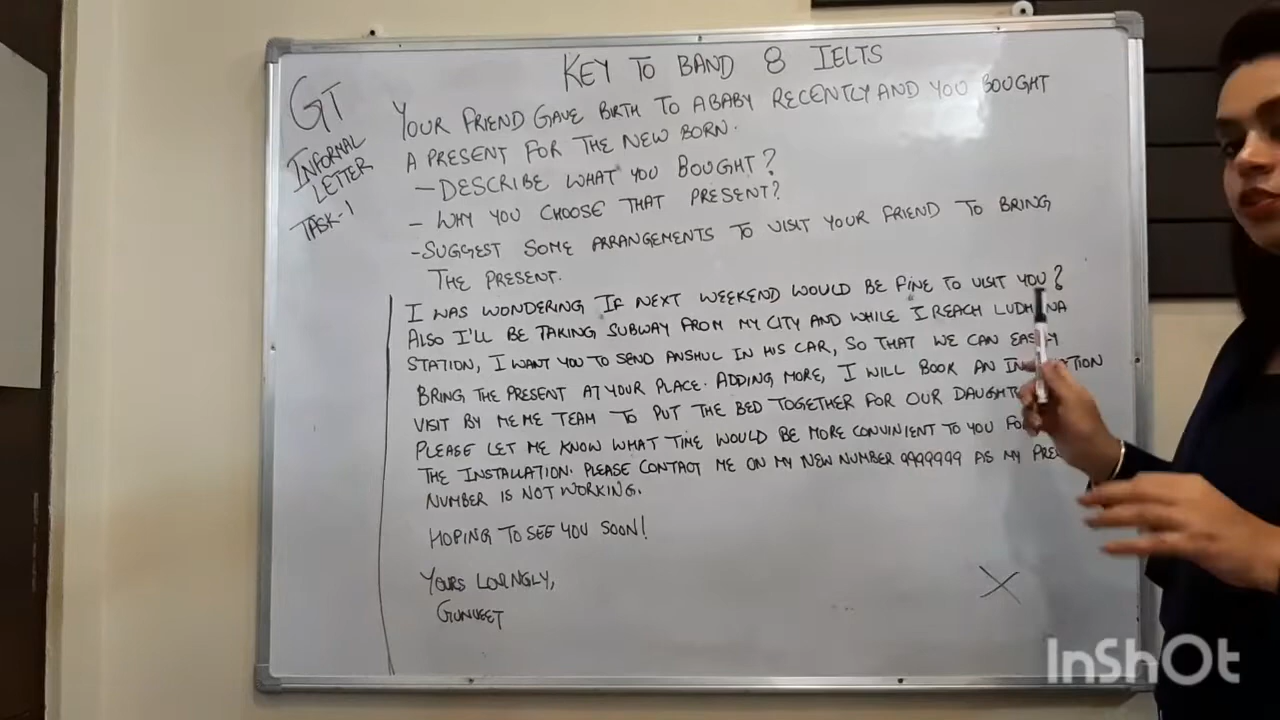 KEY TO BAND 8 IELTS
GT
INFORMAL
LETTER
TASK-1
YOUR FRIEND GAVE BIRTH TO A BABY RECENTLY AND YOU BOUGHT
A PRESENT FOR THE NEW BORN.
- DESCRIBE WHAT YOU BOUGHT?
- WHY YOU CHOOSE THAT PRESENT?
- SUGGEST SOME ARRANGEMENTS TO VISIT YOUR FRIEND TO BRING
THE PRESENT.
I WAS WONDERING IF NEXT WEEKEND WOULD BE FINE TO VISIT YOU?
ALSO I'LL BE TAKING SUBWAY FROM MY CITY AND WHILE I REACH
STATION, I WANT YOU TO SEND ANSHUL IN HIS CAR, SO THAT WE CAN
BRING THE PRESENT AT YOUR PLACE. ADDING MORE, I WILL BOOK AN
VISIT BY MEME TEAM TO PUT THE BED TOGETHER FOR OUR
PLEASE LET ME KNOW WHAT TIME WOULD BE MORE CONVINIENT TO YOU
THE INSTALLATION. PLEASE CONTACT ME ON MY NEW NUMBER 9999999 AS MY
NUMBER IS NOT WORKING.
HOPING TO SEE YOU SOON!
YOURS LOVINGLY,
GUNVEET
X
InShOt